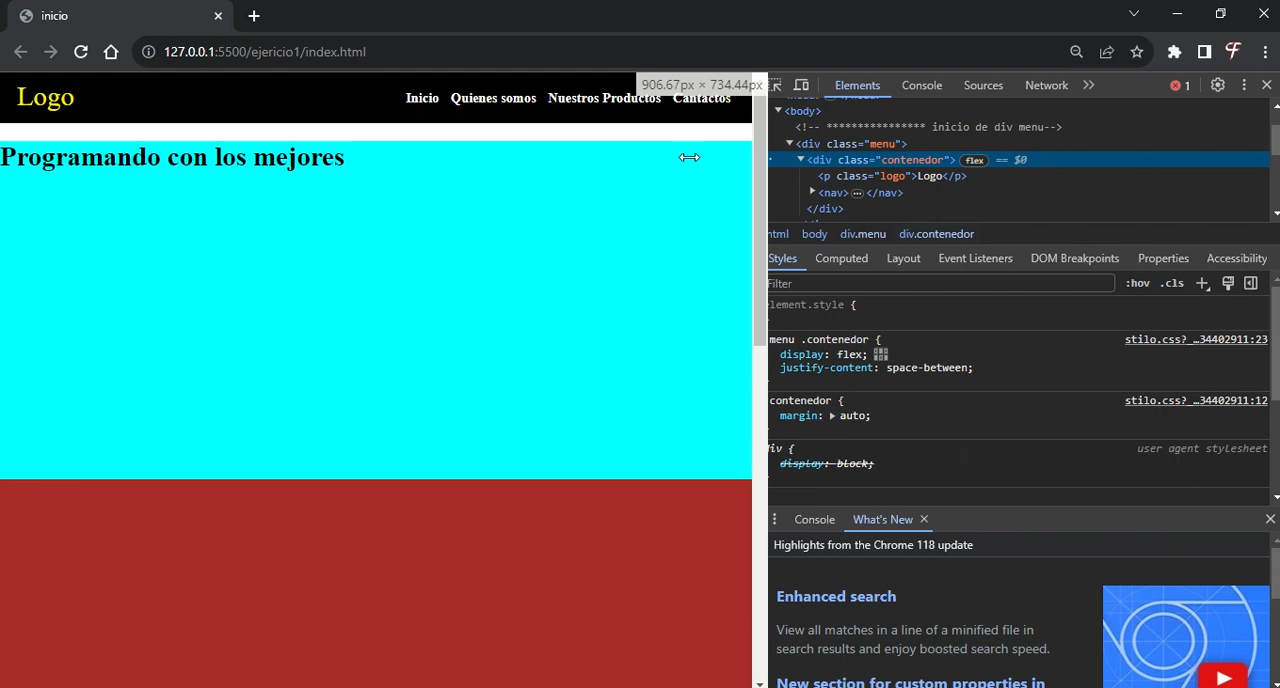 inicio
127.0.0.1:5500/ejericio1/index.html
906.67px × 734.44px
Elements Console Sources Network 1
Logo
Inicio Quienes somos Nuestros Productos Cantactos
Programando con los mejores
<body>
<!-- **************** inicio de div menu-->
<div class="menu">
<div class="contenedor"> flex == $0
<p class="logo">Logo</p>
<nav> … </nav>
</div>
html body div.menu div.contenedor
Styles Computed Layout Event Listeners DOM Breakpoints Properties Accessibility
Filter :hov .cls
element.style {
.menu .contenedor { stilo.css?_…34402911:23
display: flex;
justify-content: space-between;
.contenedor { stilo.css?_…34402911:12
margin: auto;
div { user agent stylesheet
display: block;
Console What's New
Highlights from the Chrome 118 update
Enhanced search
View all matches in a line of a minified file in
search results and enjoy boosted search speed.
New section for custom properties in